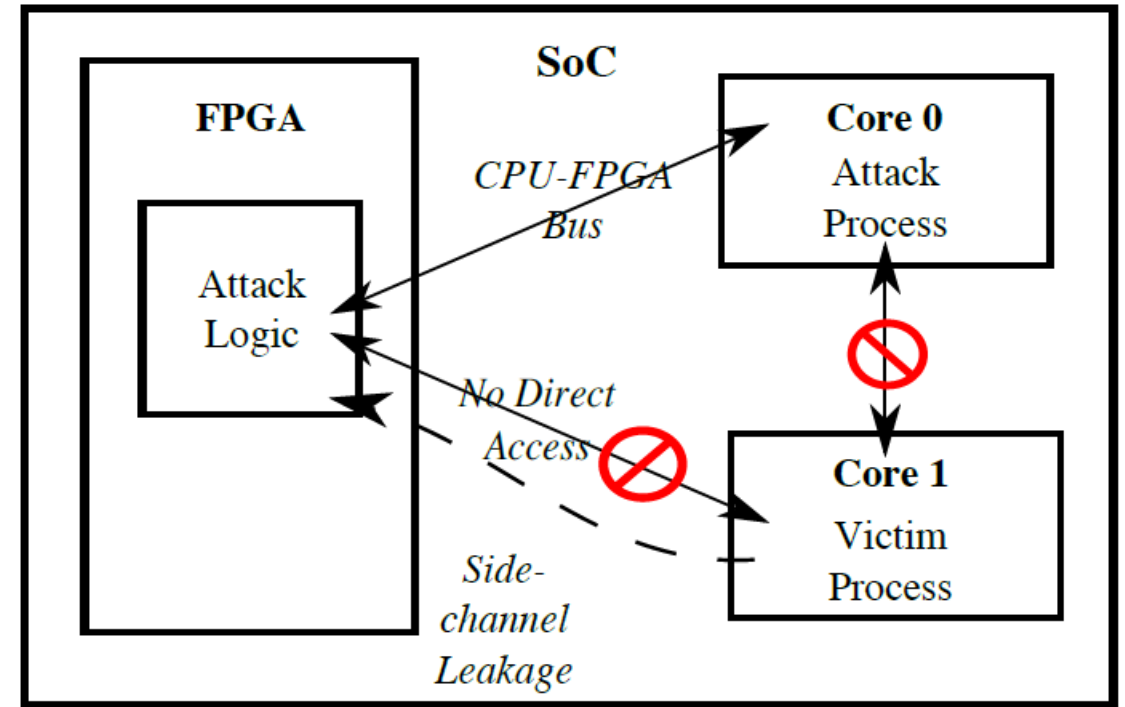 SoC
FPGA
Attack
Logic
CPU-FPGA
Bus
Core 0
Attack
Process
No Direct
Access
Side-
channel
Leakage
Core 1
Victim
Process